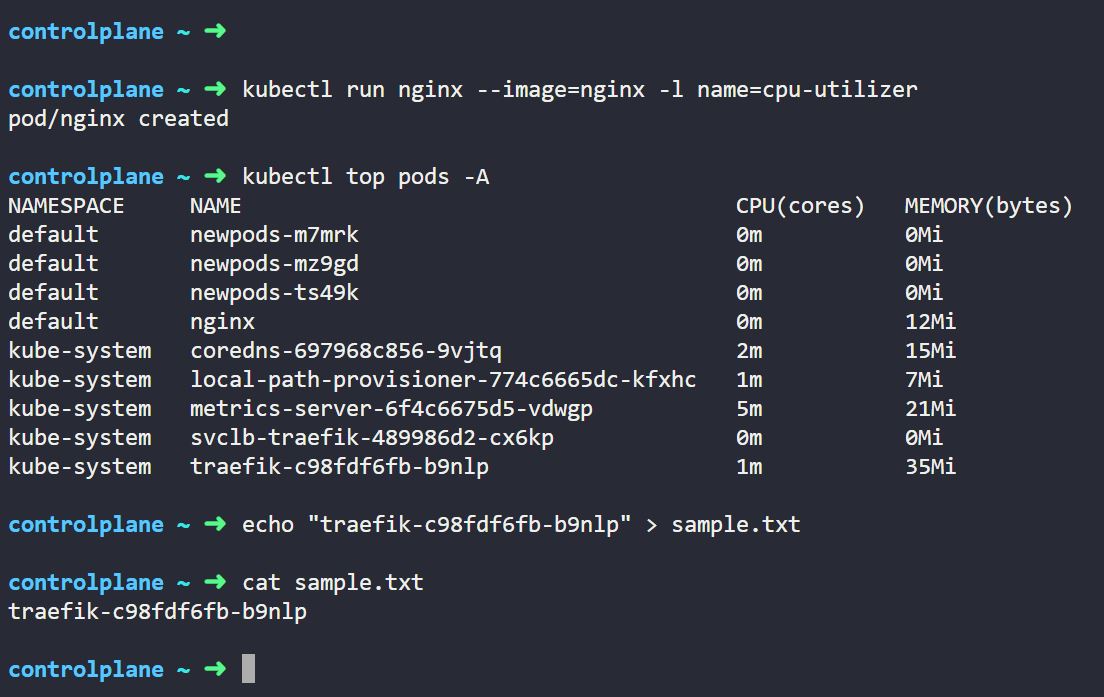 controlplane ~ ➜
controlplane ~ ➜ kubectl run nginx --image=nginx -l name=cpu-utilizer
pod/nginx created
controlplane ~ ➜ kubectl top pods -A
NAMESPACE NAME CPU(cores) MEMORY(bytes)
default newpods-m7mrk 0m 0Mi
default newpods-mz9gd 0m 0Mi
default newpods-ts49k 0m 0Mi
default nginx 0m 12Mi
kube-system coredns-697968c856-9vjtq 2m 15Mi
kube-system local-path-provisioner-774c6665dc-kfxhc 1m 7Mi
kube-system metrics-server-6f4c6675d5-vdwgp 5m 21Mi
kube-system svclb-traefik-489986d2-cx6kp 0m 0Mi
kube-system traefik-c98fdf6fb-b9nlp 1m 35Mi
controlplane ~ ➜ echo "traefik-c98fdf6fb-b9nlp" > sample.txt
controlplane ~ ➜ cat sample.txt
traefik-c98fdf6fb-b9nlp
controlplane ~ ➜